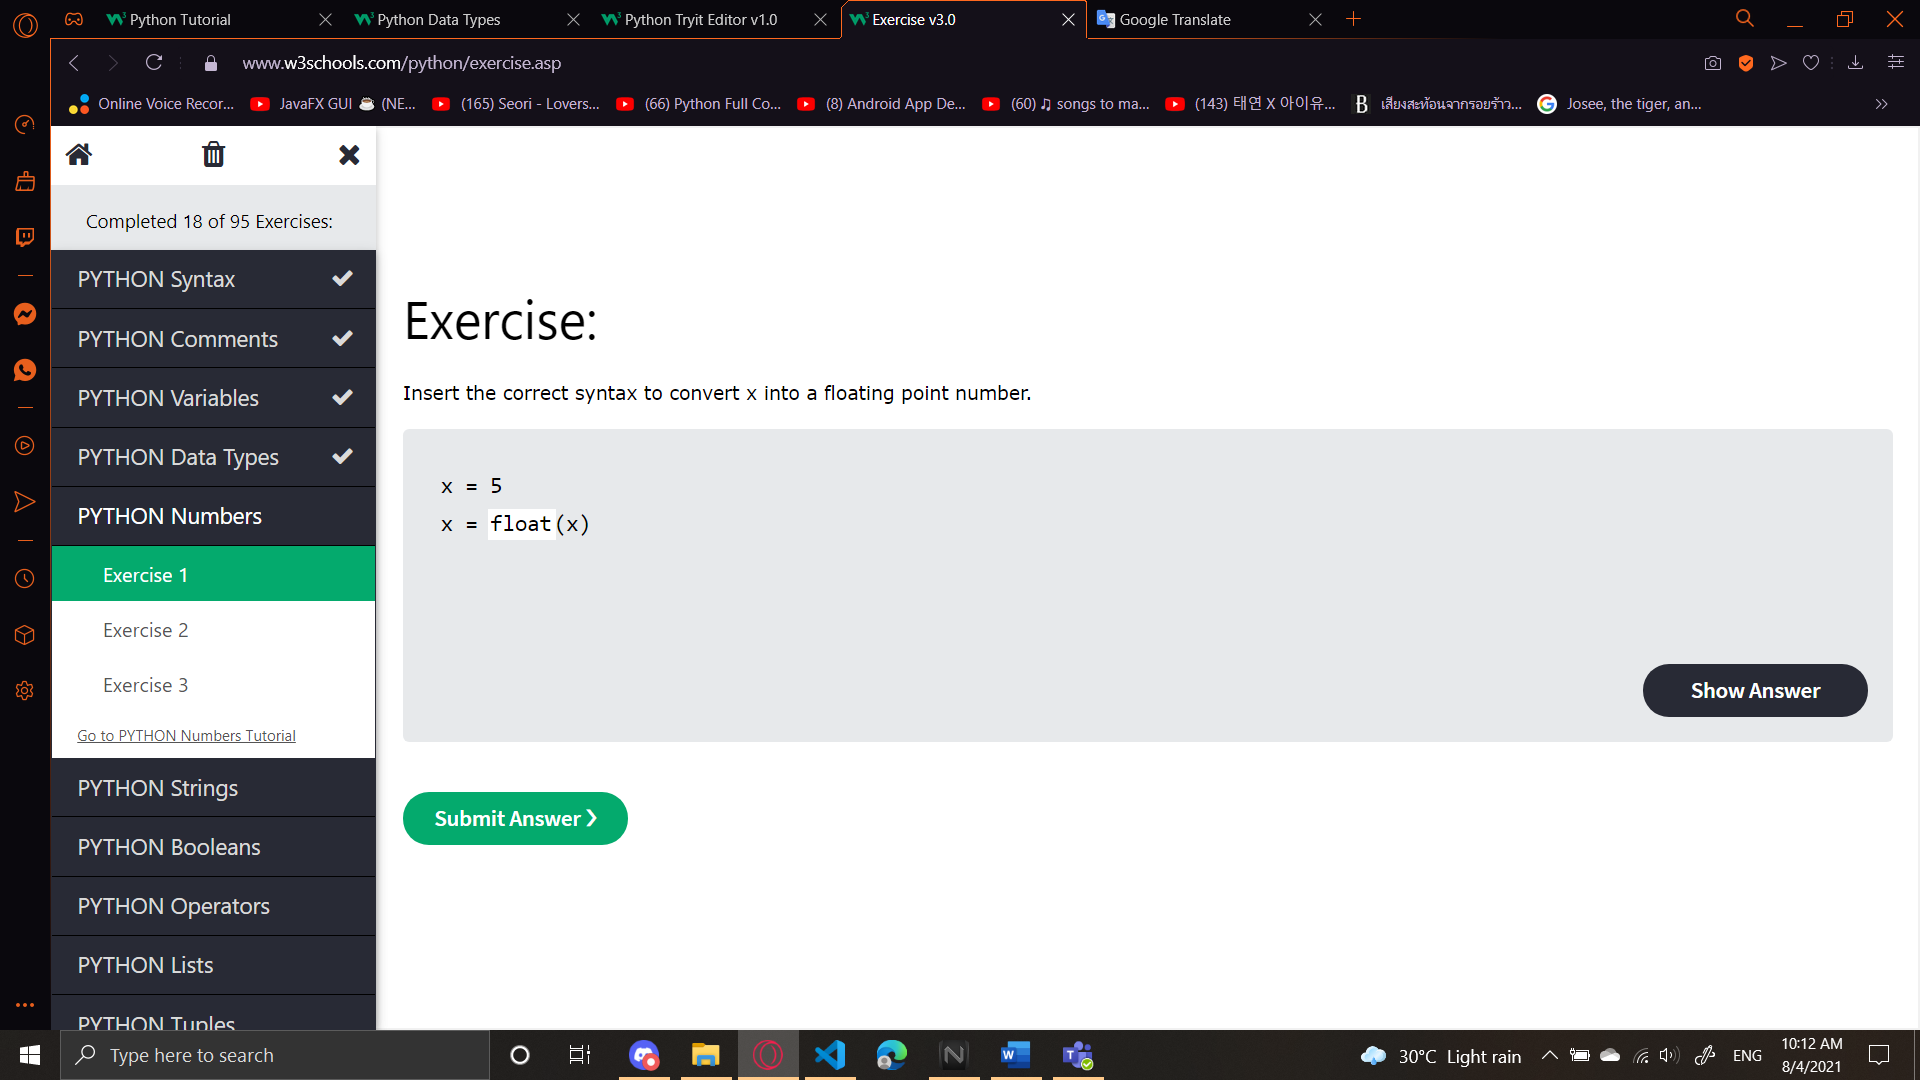 Python Tutorial
Python Data Types
Python Tryit Editor v1.0
Exercise v3.0
Google Translate
www.w3schools.com/python/exercise.asp
Online Voice Recor...
JavaFX GUI ☕ (NE...
(165) Seori - Lovers...
(66) Python Full Co...
(8) Android App De...
(60) ♫ songs to ma...
(143) 태연 X 아이유...
เสียงสะท้อนจากรอยร้าว...
Josee, the tiger, an...
Completed 18 of 95 Exercises:
PYTHON Syntax
PYTHON Comments
PYTHON Variables
PYTHON Data Types
PYTHON Numbers
Exercise 1
Exercise 2
Exercise 3
Go to PYTHON Numbers Tutorial
PYTHON Strings
PYTHON Booleans
PYTHON Operators
PYTHON Lists
PYTHON Tuples
Exercise:
Insert the correct syntax to convert x into a floating point number.
x = 5
x = float(x)
Show Answer
Submit Answer ❯
Type here to search
30°C Light rain
ENG
10:12 AM
8/4/2021